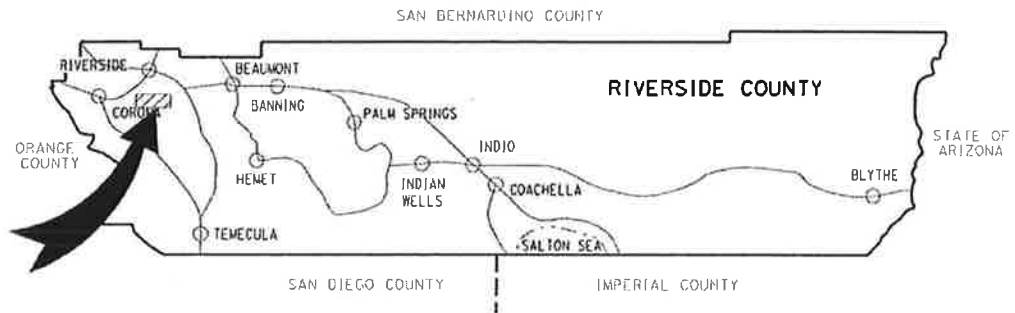 SAN BERNARDINO COUNTY
RIVERSIDE
BEAUMONT
RIVERSIDE COUNTY
BANNING
CORONA
PALM SPRINGS
STATE OF
ARIZONA
ORANGE
COUNTY
INDIO
HEMET
INDIAN
WELLS
COACHELLA
BLYTHE
TEMECULA
SALTON SEA
SAN DIEGO COUNTY
IMPERIAL COUNTY